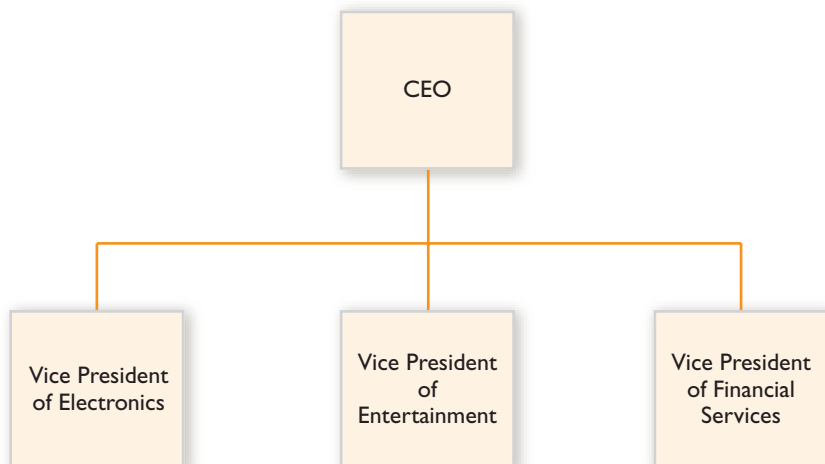 CEO
Vice President
of Electronics
Vice President
of
Entertainment
Vice President
of Financial
Services